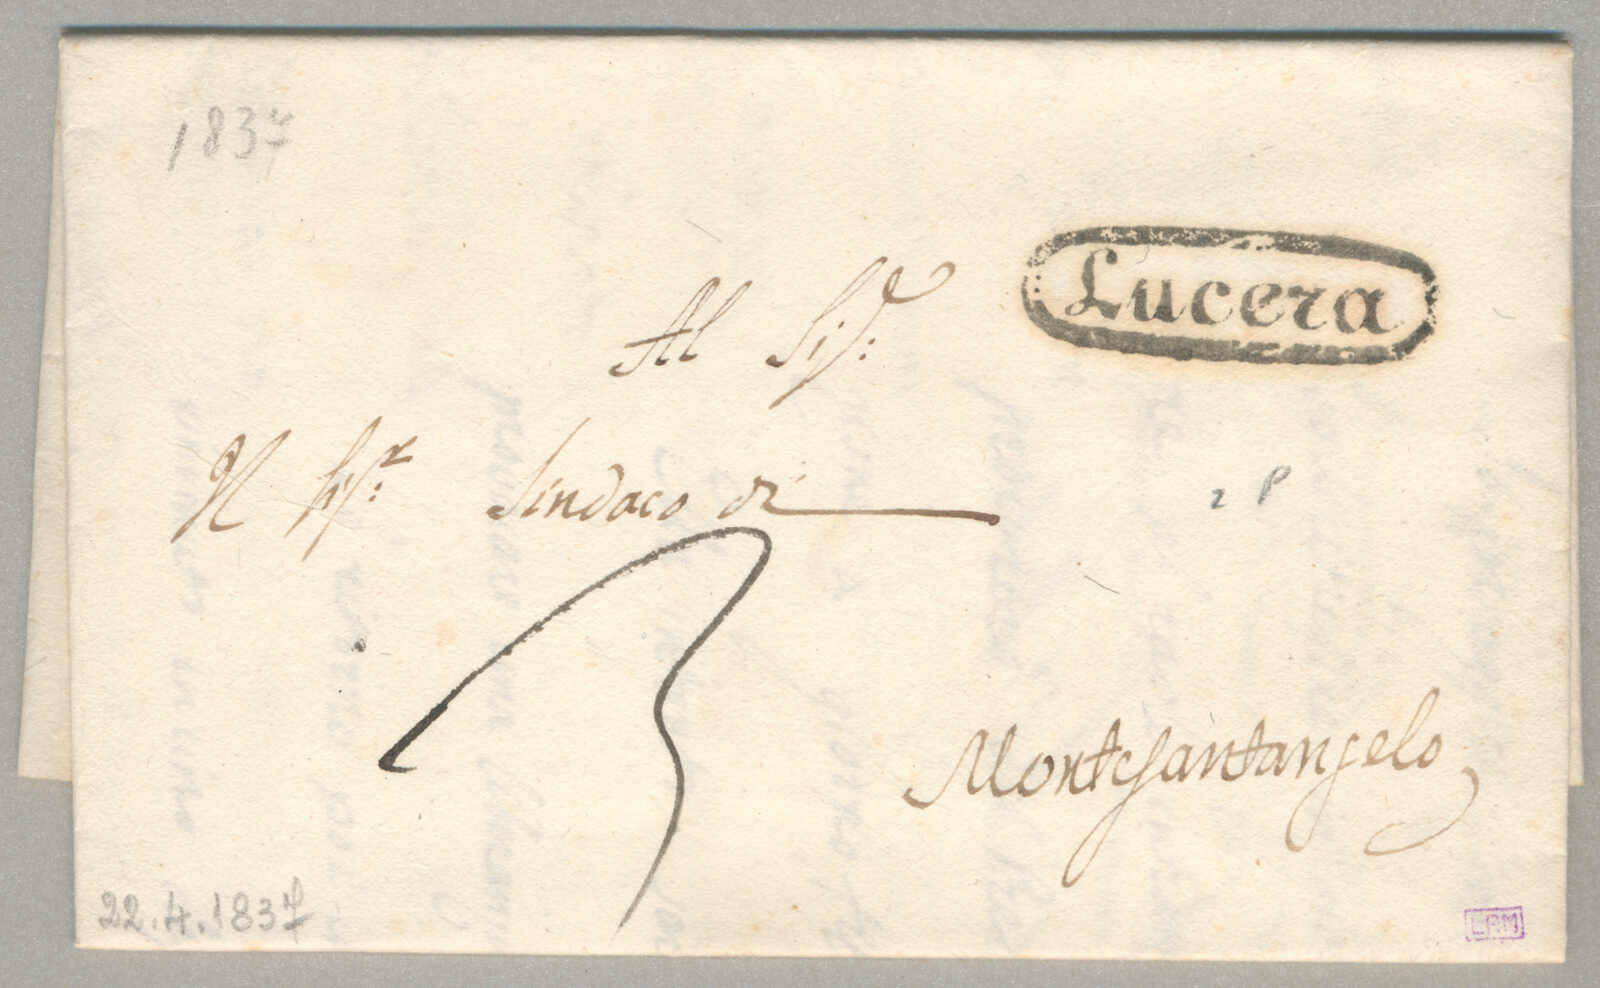 1837
Lucera
Al Sig.r
Il Sig.r Sindaco di
2 P
3
Montesantangelo
22.4.1837